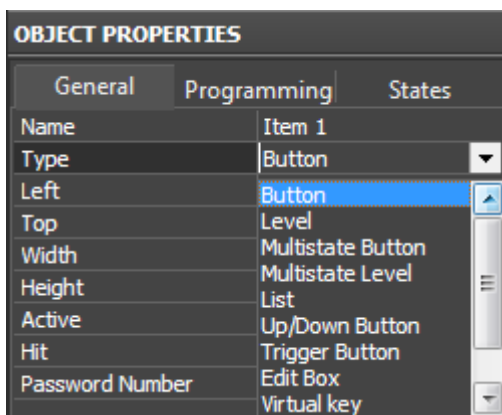 OBJECT PROPERTIES
General Programming States
Name Item 1
Type Button
Left Button
Top Level
Width Multistate Button
Height Multistate Level
Active List
Hit Up/Down Button
Password Number Trigger Button
Edit Box
Virtual key